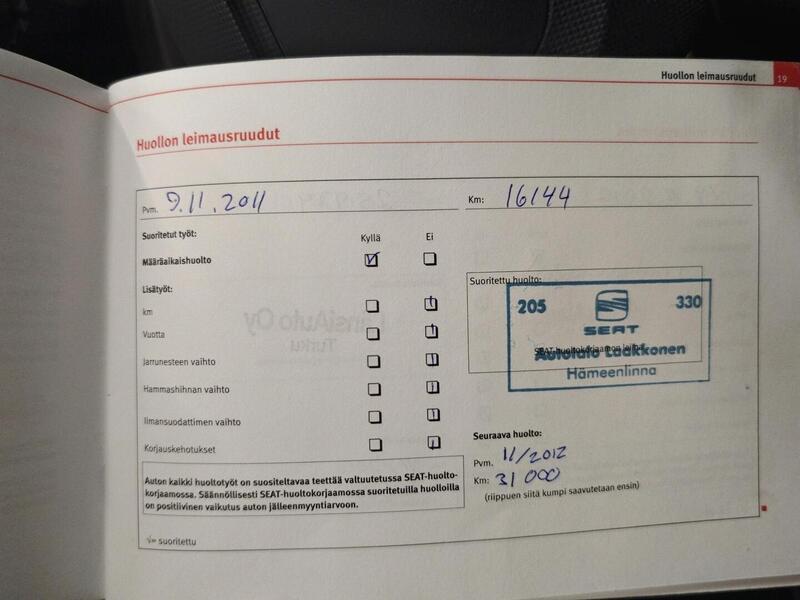 Huollon leimausruudut 19
Huollon leimausruudut
Pvm. 9.11.2011
Km: 16144
Suoritetut työt:
Kyllä Ei
Määräaikaishuolto
Lisätyöt:
km
Vuotta
Jarrunesteen vaihto
Hammashihnan vaihto
Ilmansuodattimen vaihto
Korjauskehotukset
Suoritettu huolto:
205 330
SEAT
SEAT-huoltokorjaamon leima
Autotalo Laakkonen
Hämeenlinna
Seuraava huolto:
Pvm. 11/2012
Km: 31 000
(riippuen siitä kumpi saavutetaan ensin)
Auton kaikki huoltotyöt on suositeltavaa teettää valtuutetussa SEAT-huolto-
korjaamossa. Säännöllisesti SEAT-huoltokorjaamossa suoritetuilla huolloilla
on positiivinen vaikutus auton jälleenmyyntiarvoon.
√= suoritettu